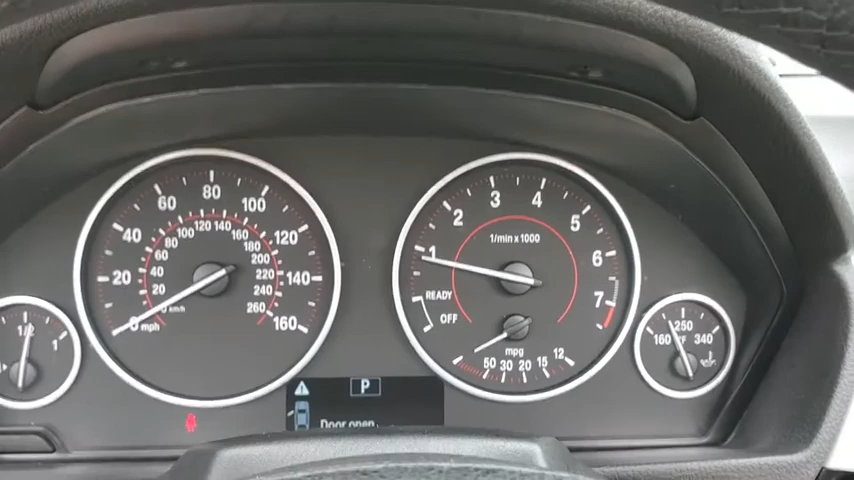 0 20 40 60 80 100 120 140 160
mph
20 40 60 80 100 120 140 160 180 200 220 240 260
km/h
1/2 1
1 2 3 4 5 6 7
1/min x 1000
READY
OFF
mpg
50 30 20 15 12
160 250 340
°F
P
Door open